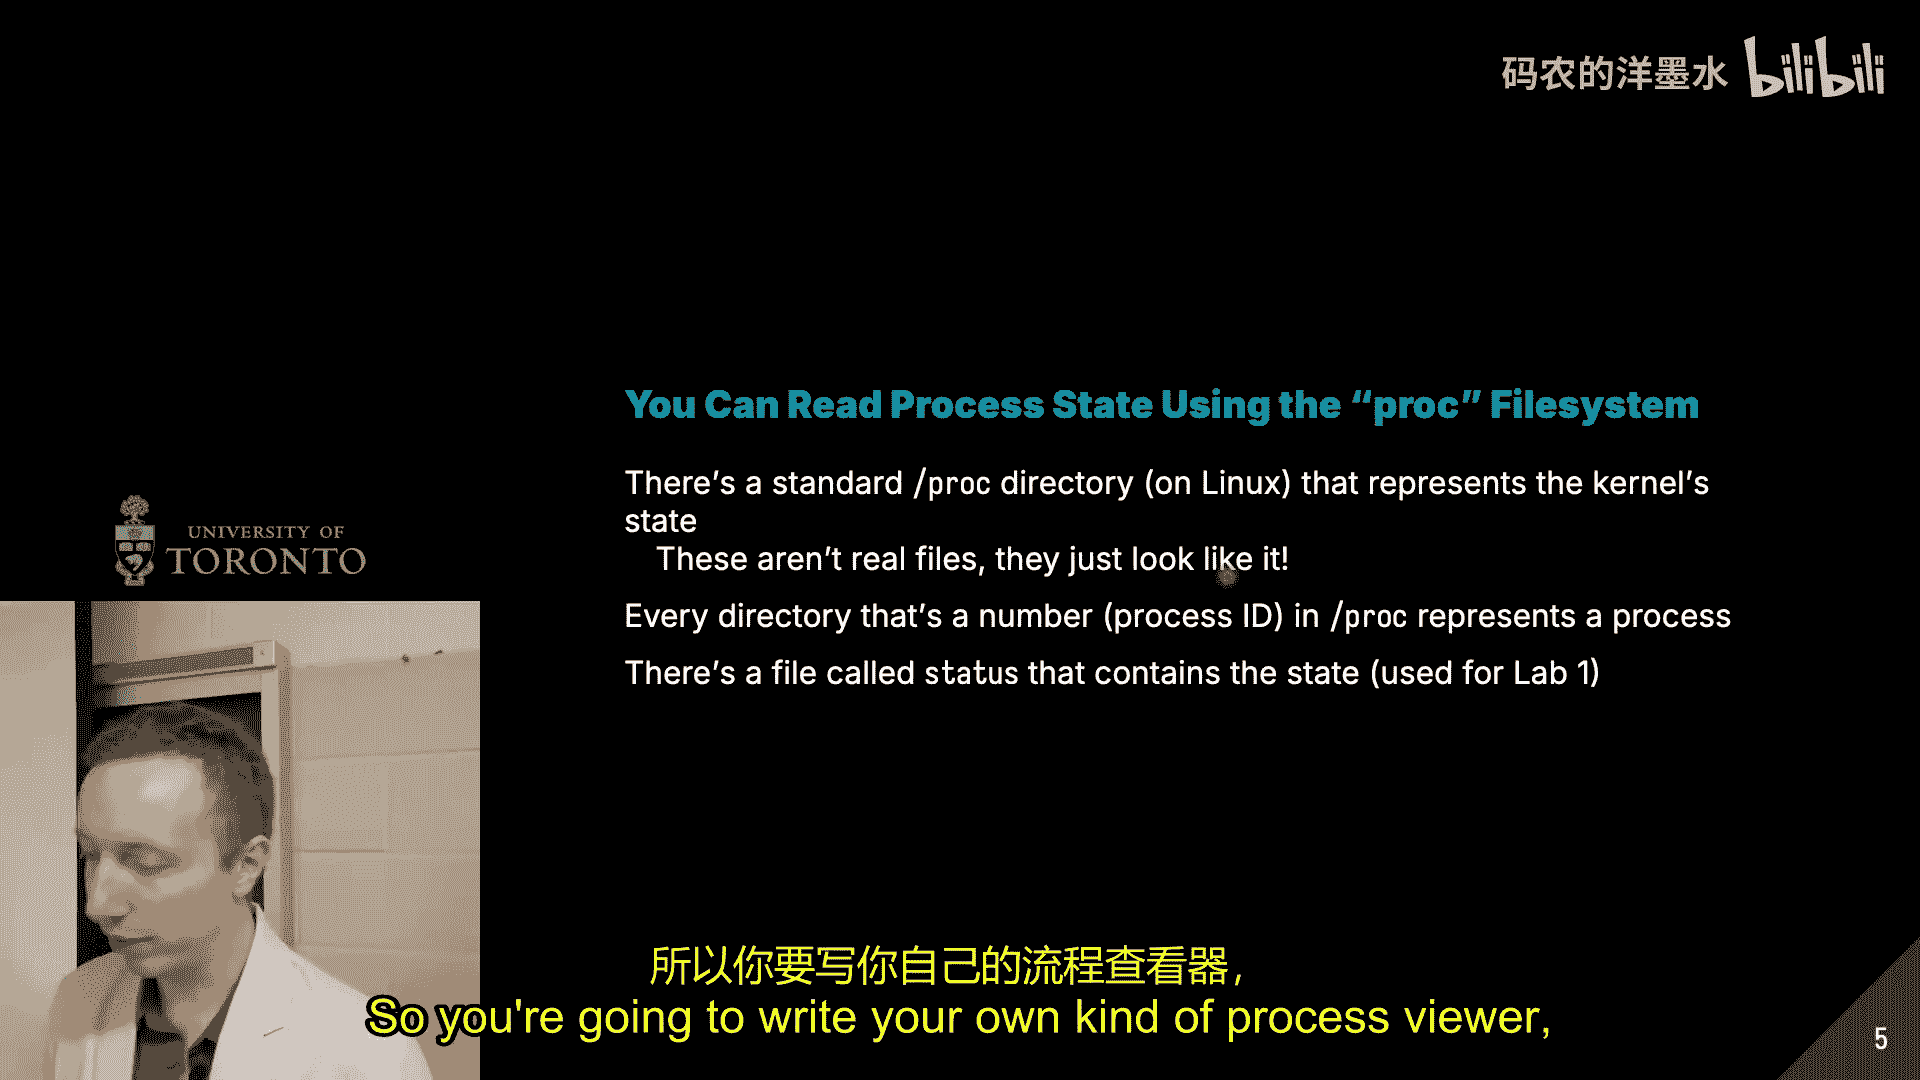 码农的洋墨水 bilibili
You Can Read Process State Using the “proc” Filesystem
There’s a standard /proc directory (on Linux) that represents the kernel’s
state
These aren’t real files, they just look like it!
Every directory that’s a number (process ID) in /proc represents a process
There’s a file called status that contains the state (used for Lab 1)
UNIVERSITY OF
TORONTO
所以你要写你自己的流程查看器，
So you're going to write your own kind of process viewer,
5